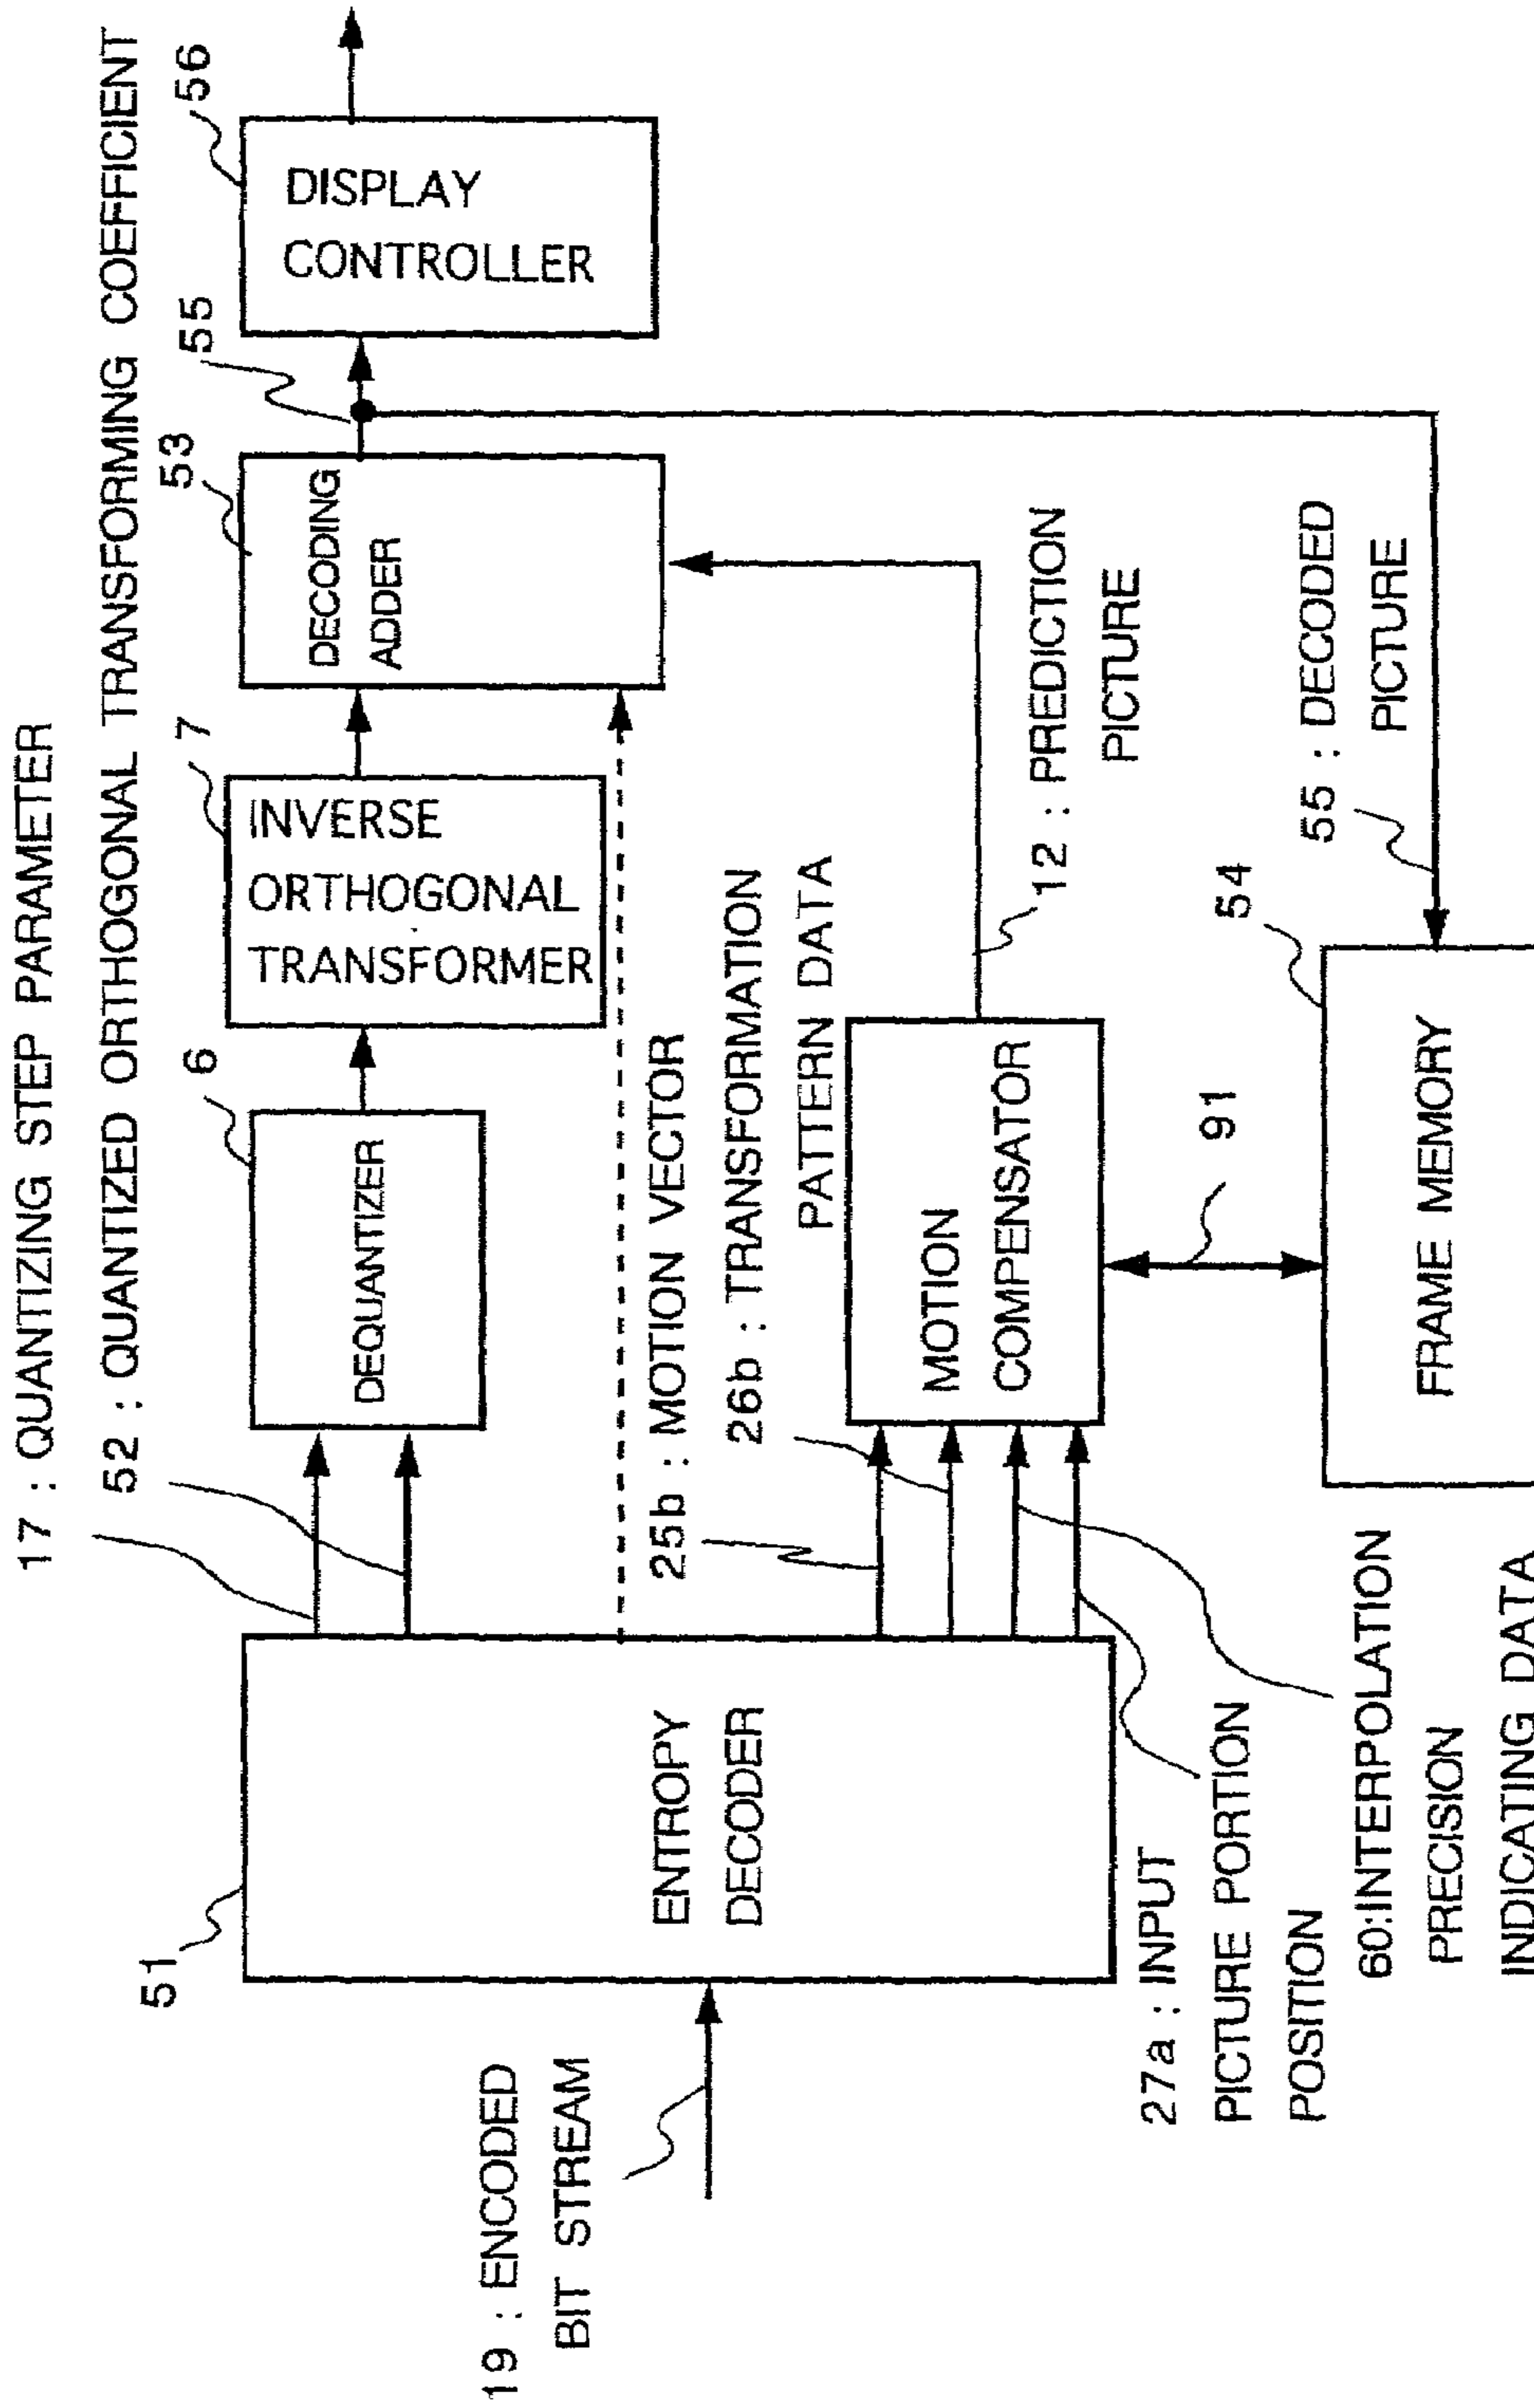 17 : QUANTIZING STEP PARAMETER
52 : QUANTIZED ORTHOGONAL TRANSFORMING COEFFICIENT
51
6
7
53
55
56
DEQUANTIZER
INVERSE
ORTHOGONAL
TRANSFORMER
DECODING
ADDER
DISPLAY
CONTROLLER
19 : ENCODED
BIT STREAM
ENTROPY
DECODER
25b : MOTION VECTOR
26b : TRANSFORMATION
PATTERN DATA
MOTION
COMPENSATOR
12 : PREDICTION
PICTURE
91
27a : INPUT
PICTURE PORTION
POSITION
60:INTERPOLATION
PRECISION
INDICATING DATA
54
FRAME MEMORY
55 : DECODED
PICTURE